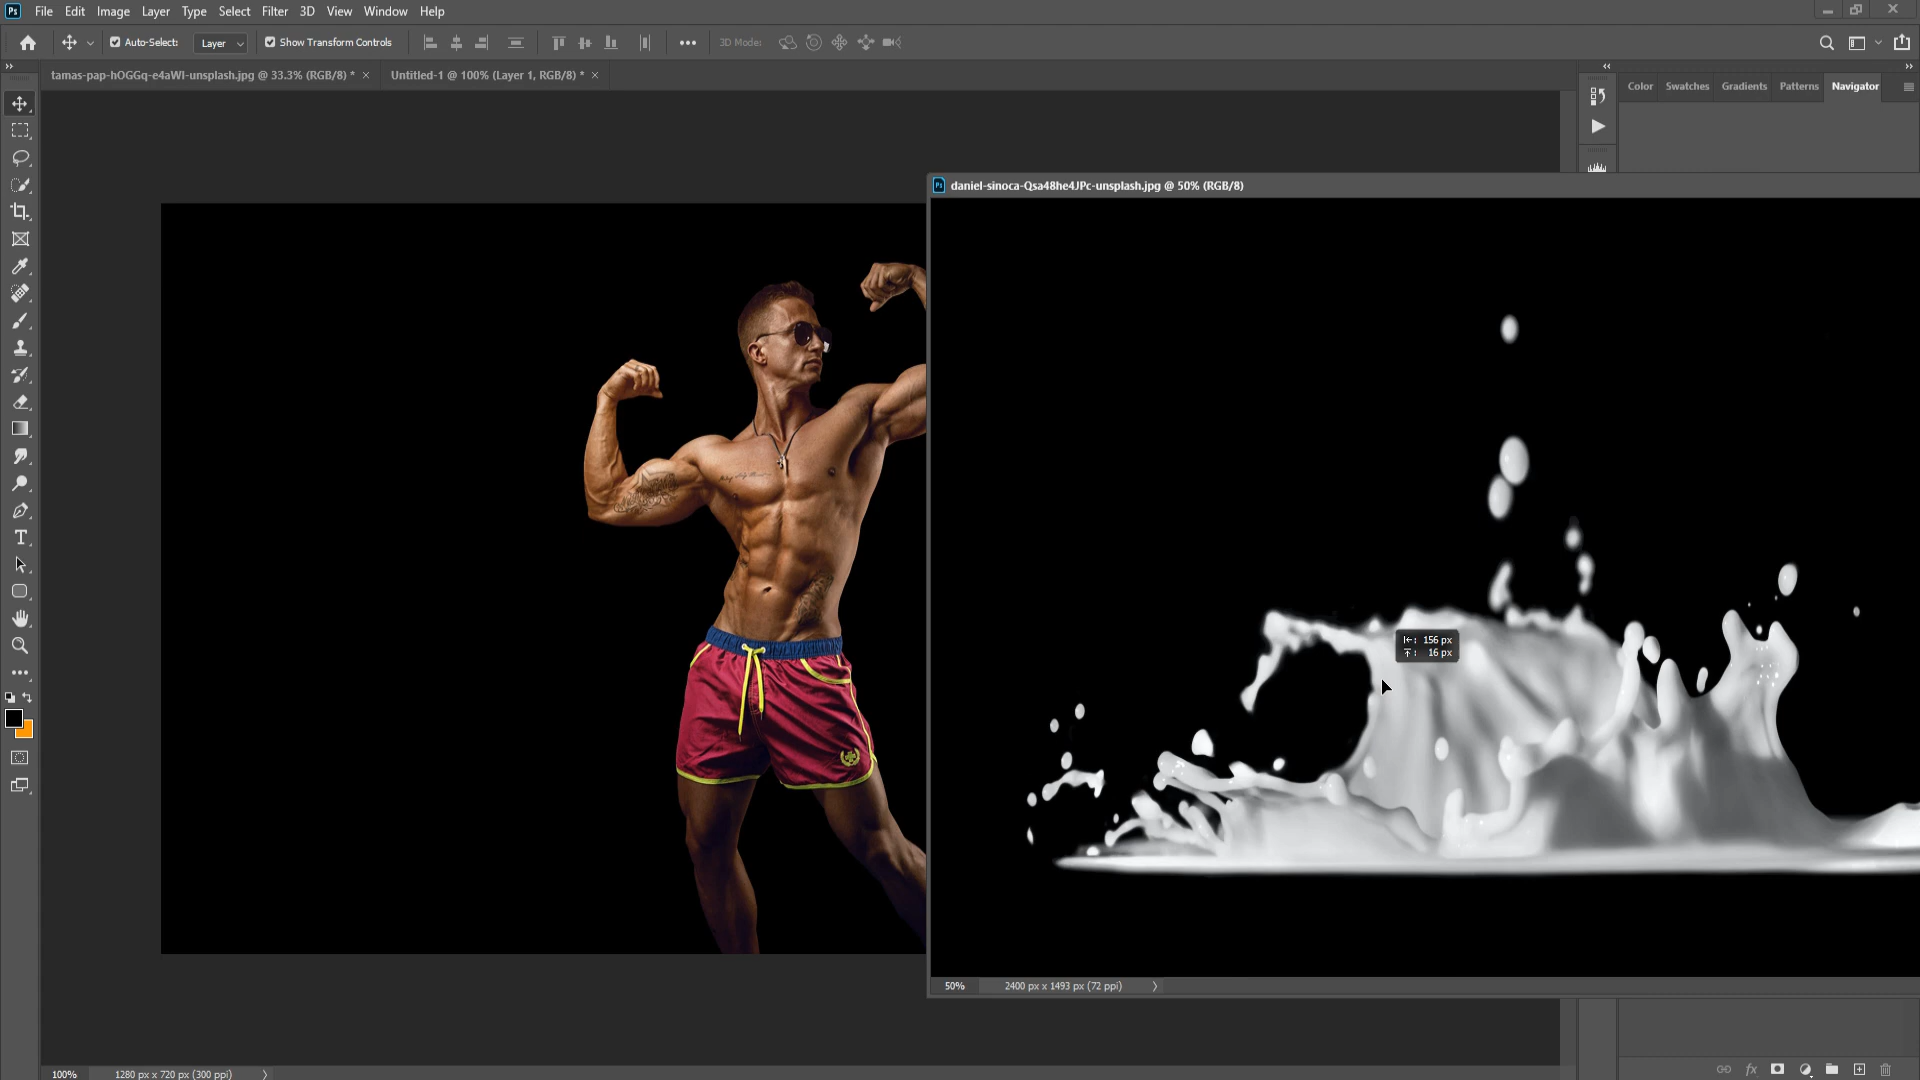 Ps File Edit Image Layer Type Select Filter 3D View Window Help
Auto-Select: Layer Show Transform Controls 3D Mode:
tamas-pap-hOGGq-e4aWI-unsplash.jpg @ 33.3% (RGB/8) * × Untitled-1 @ 100% (Layer 1, RGB/8) * ×
Color Swatches Gradients Patterns Navigator
Ps daniel-sinoca-Qsa48he4JPc-unsplash.jpg @ 50% (RGB/8)
156 px
16 px
50% 2400 px x 1493 px (72 ppi)
100% 1280 px x 720 px (300 ppi)
fx